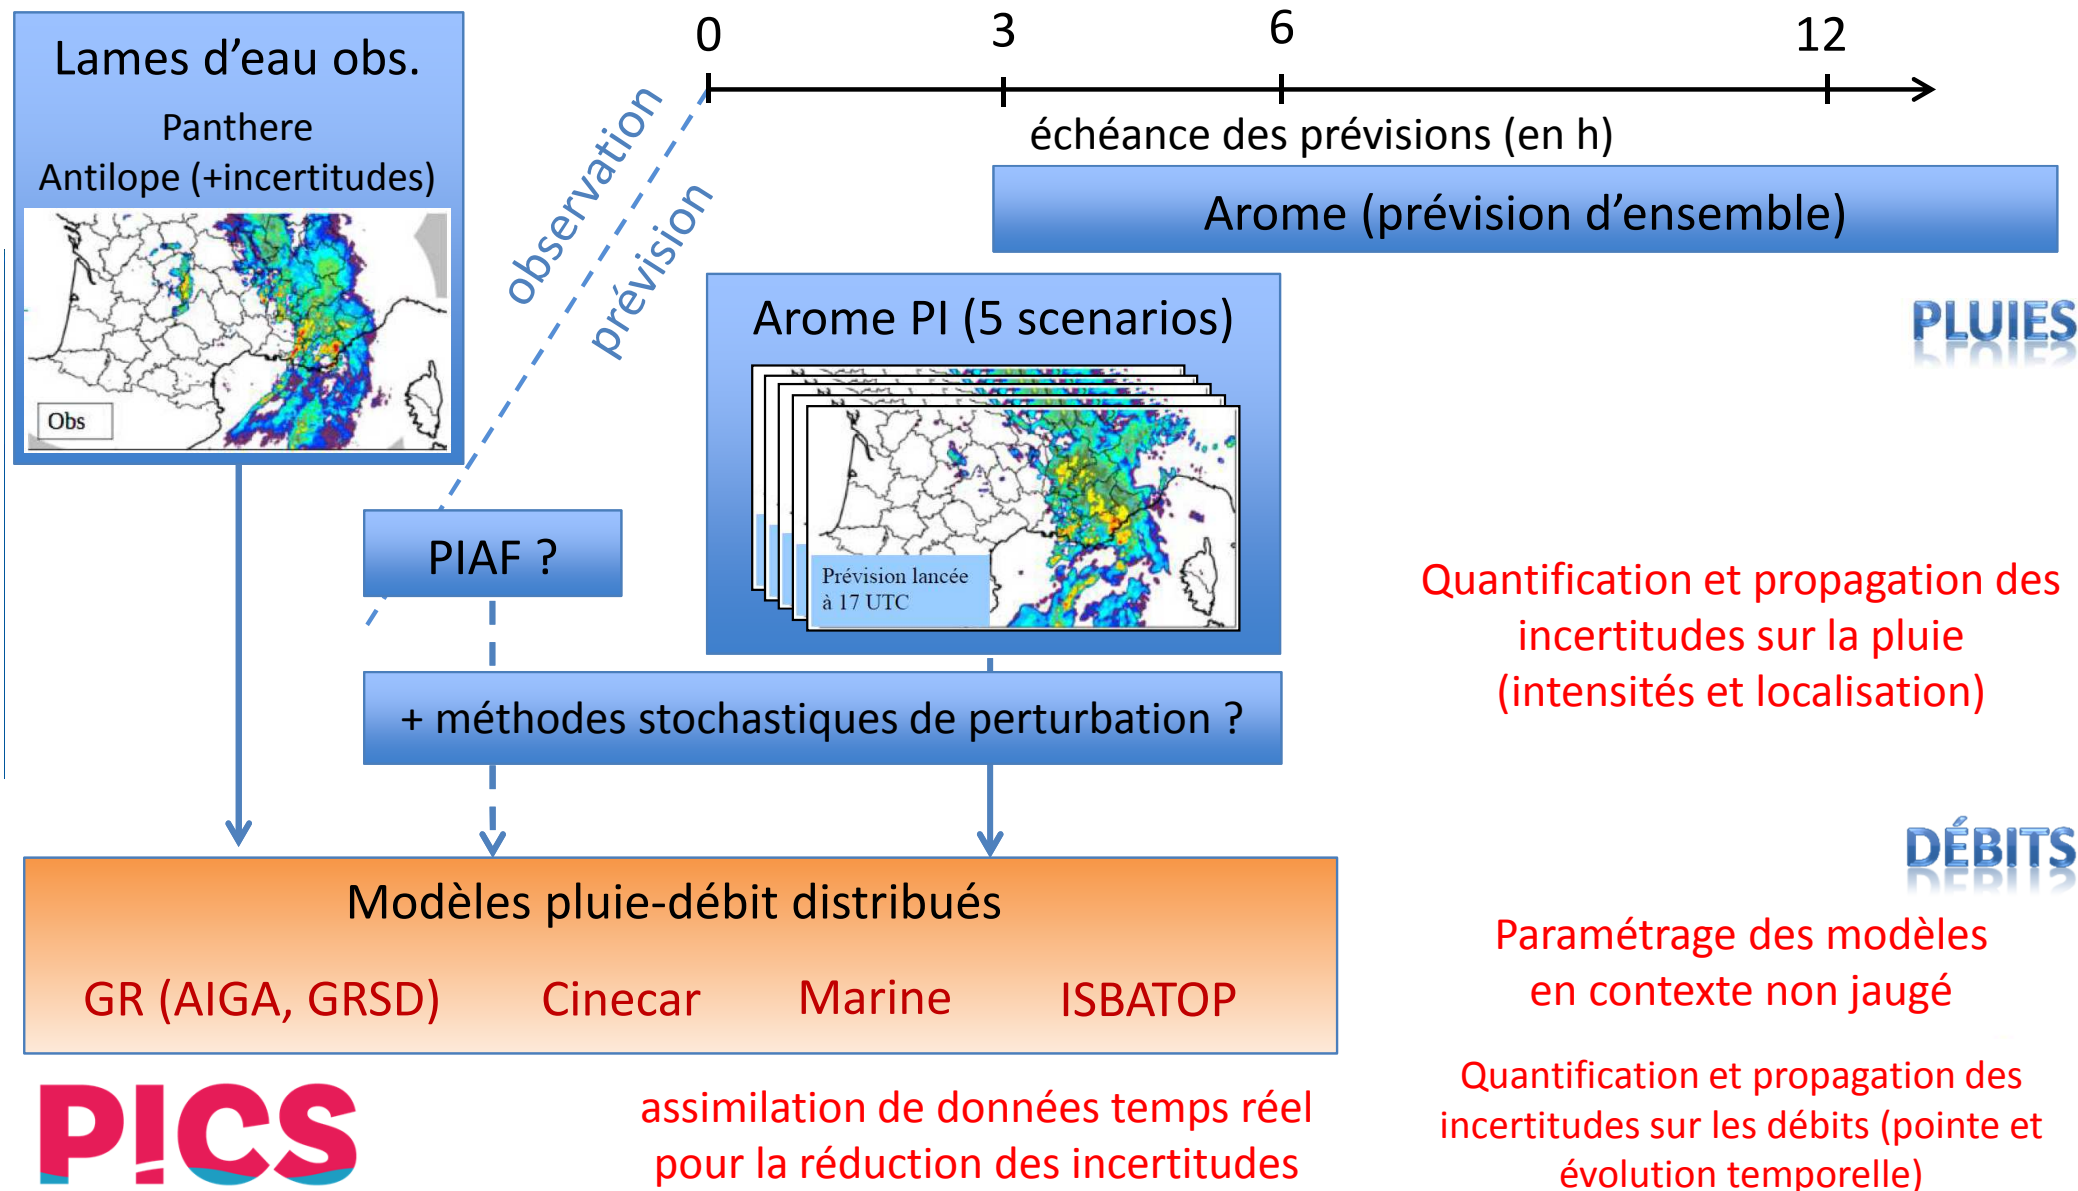 Lames d'eau obs.
Panthere
Antilope (+incertitudes)
Obs
0
3
6
12
échéance des prévisions (en h)
observation
prévision
Arome (prévision d'ensemble)
Arome PI (5 scenarios)
Prévision lancée
à 17 UTC
PLUIES
PIAF ?
+ méthodes stochastiques de perturbation ?
Quantification et propagation des
incertitudes sur la pluie
(intensités et localisation)
DÉBITS
Modèles pluie-débit distribués
GR (AIGA, GRSD)
Cinecar
Marine
ISBATOP
Paramétrage des modèles
en contexte non jaugé
PICS
assimilation de données temps réel
pour la réduction des incertitudes
Quantification et propagation des
incertitudes sur les débits (pointe et
évolution temporelle)